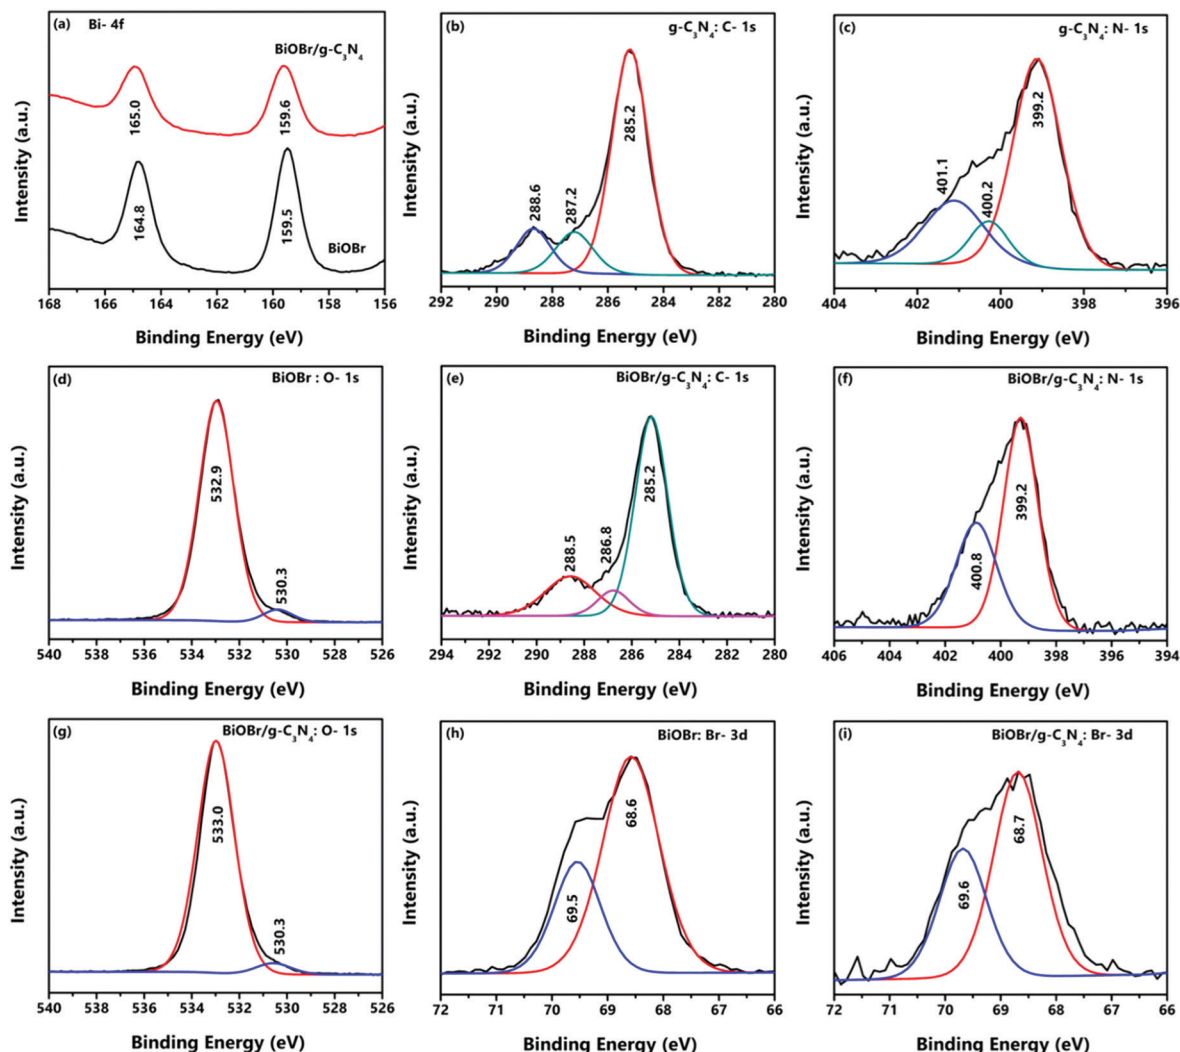 (a) Bi- 4f
BiOBr/g-C₃N₄
165.0
159.6
164.8
159.5
BiOBr
168 166 164 162 160 158 156
Binding Energy (eV)
Intensity (a.u.)
(b) g-C₃N₄: C- 1s
288.6
287.2
285.2
292 290 288 286 284 282 280
Binding Energy (eV)
Intensity (a.u.)
(c) g-C₃N₄: N- 1s
401.1
400.2
399.2
404 402 400 398 396
Binding Energy (eV)
Intensity (a.u.)
(d) BiOBr : O- 1s
532.9
530.3
540 538 536 534 532 530 528 526
Binding Energy (eV)
Intensity (a.u.)
(e) BiOBr/g-C₃N₄: C- 1s
288.5
286.8
285.2
294 292 290 288 286 284 282 280
Binding Energy (eV)
Intensity (a.u.)
(f) BiOBr/g-C₃N₄: N- 1s
400.8
399.2
406 404 402 400 398 396 394
Binding Energy (eV)
Intensity (a.u.)
(g) BiOBr/g-C₃N₄: O- 1s
533.0
530.3
540 538 536 534 532 530 528 526
Binding Energy (eV)
Intensity (a.u.)
(h) BiOBr: Br- 3d
69.5
68.6
72 71 70 69 68 67 66
Binding Energy (eV)
Intensity (a.u.)
(i) BiOBr/g-C₃N₄: Br- 3d
69.6
68.7
72 71 70 69 68 67 66
Binding Energy (eV)
Intensity (a.u.)